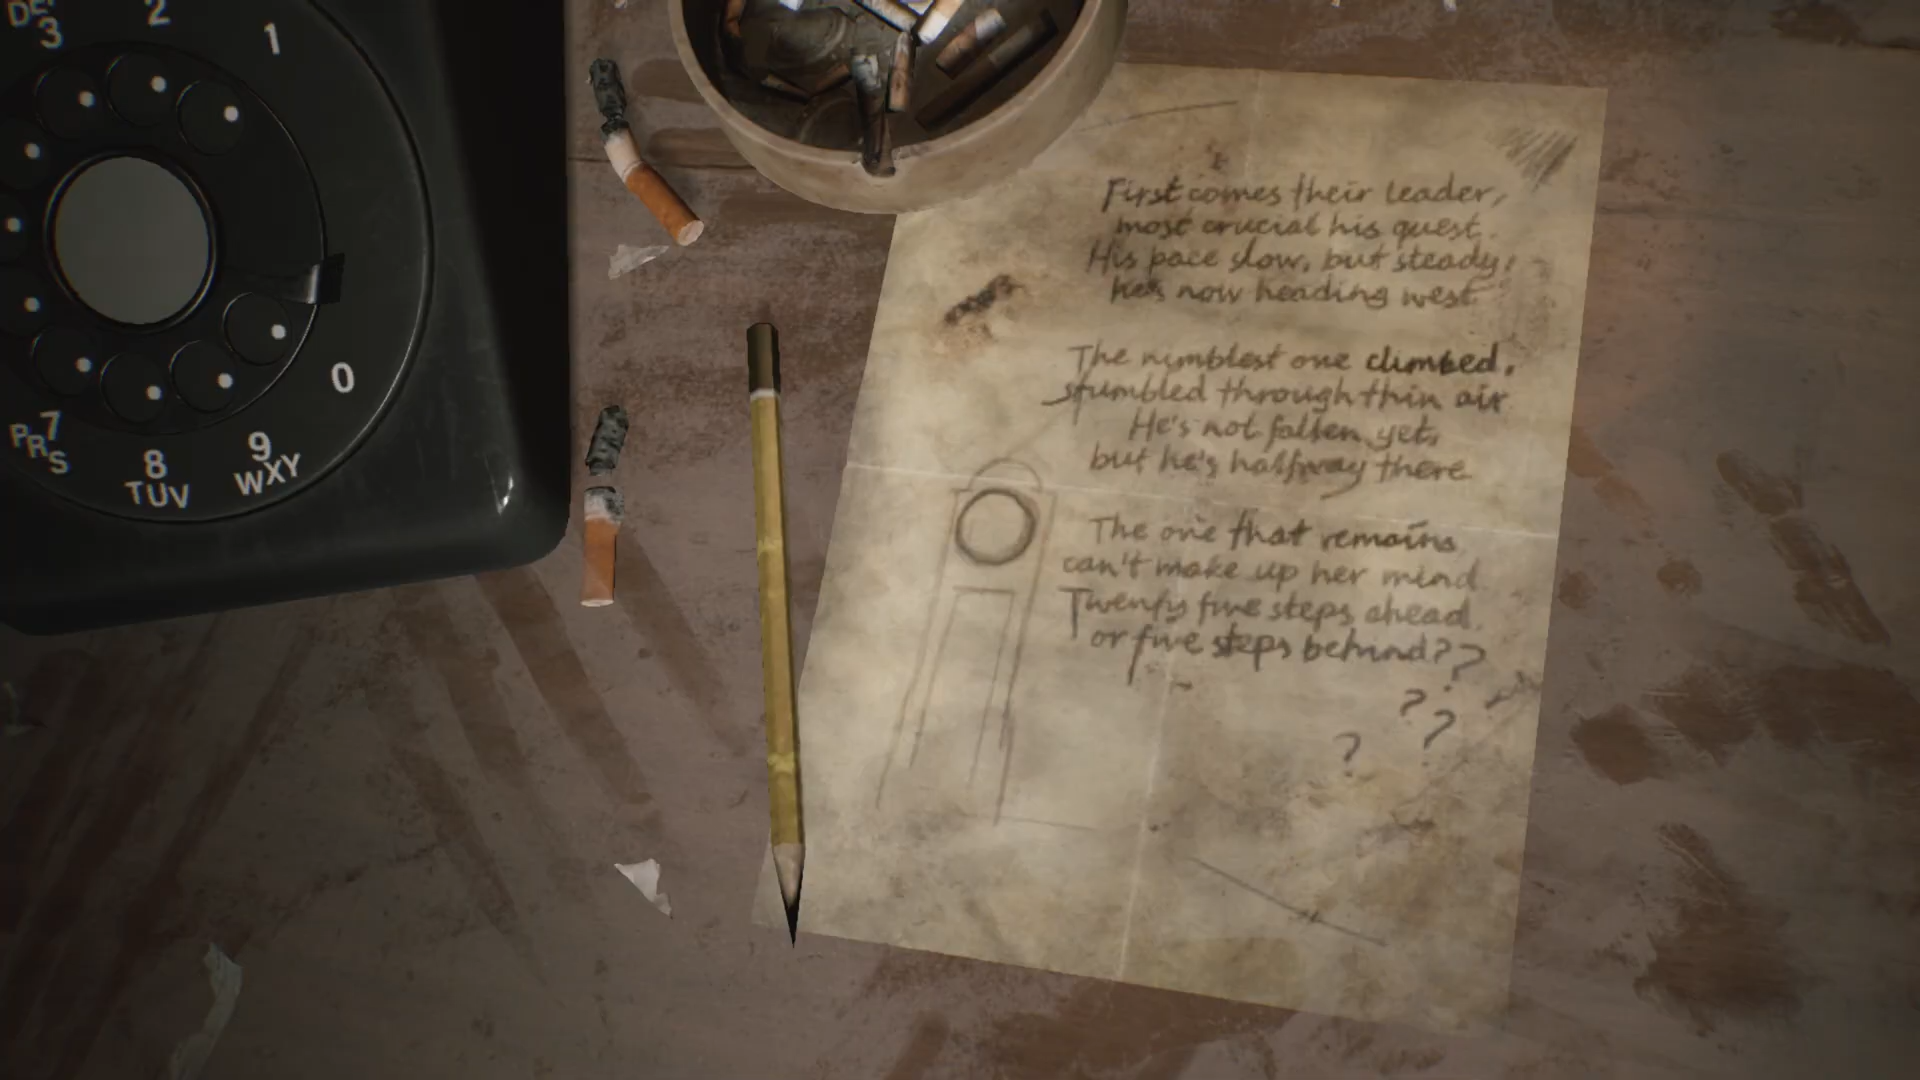 DEF
3
2
1
0
PRS
7
8
TUV
9
WXY
First comes their leader,
most crucial his quest.
His pace slow, but steady,
he's now heading west
The nimblest one climbed,
stumbled through thin air
He's not fallen yet,
but he's halfway there
The one that remains
can't make up her mind
Twenty five steps ahead
or five steps behind??
? ?
?